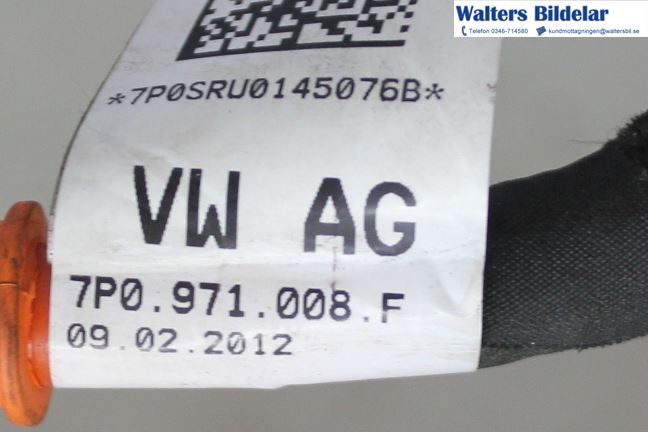 Walters Bildelar
Telefon 0346-714580 kundmottagningen@waltersbil.se
*7P0SRU0145076B*
VW AG
7P0.971.008.F
09.02.2012